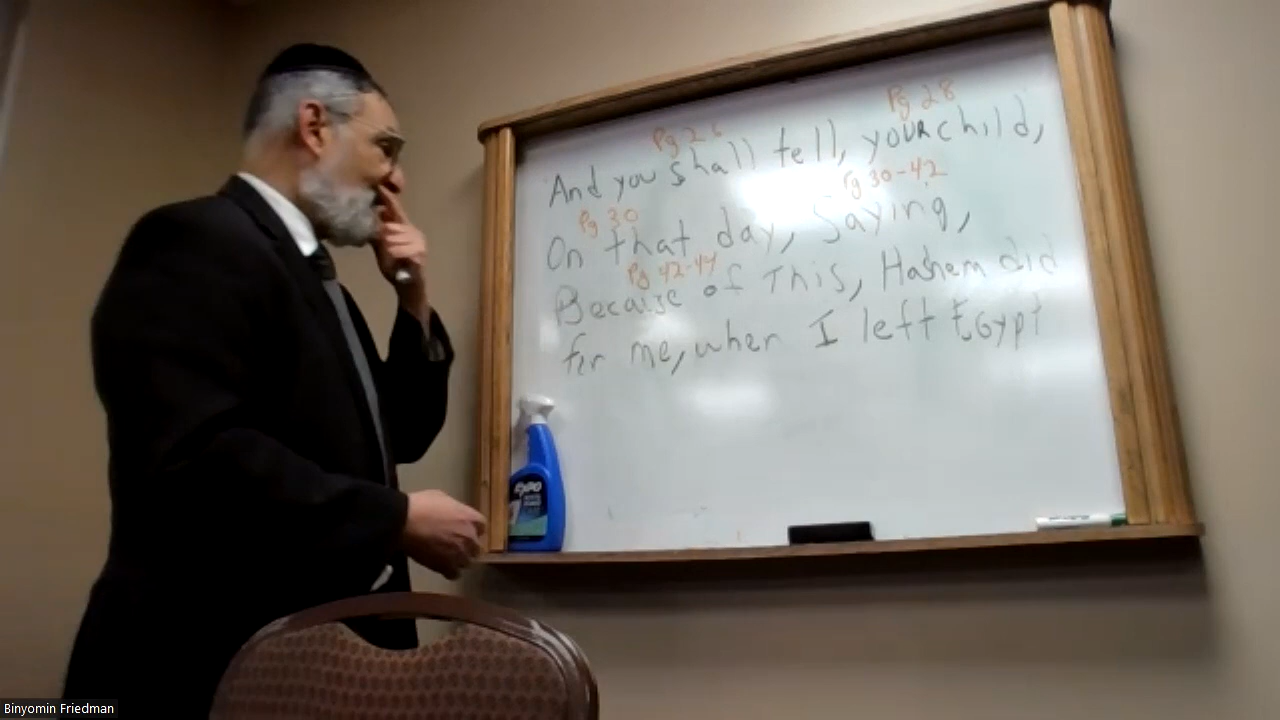 Pg 28
Pg 26
And you shall tell, your child,
Pg 30-42
Pg 30
On that day, Saying,
Pg 42-44
Because of This, Hashem did
for me, when I left Egypt
EXPO
Binyomin Friedman